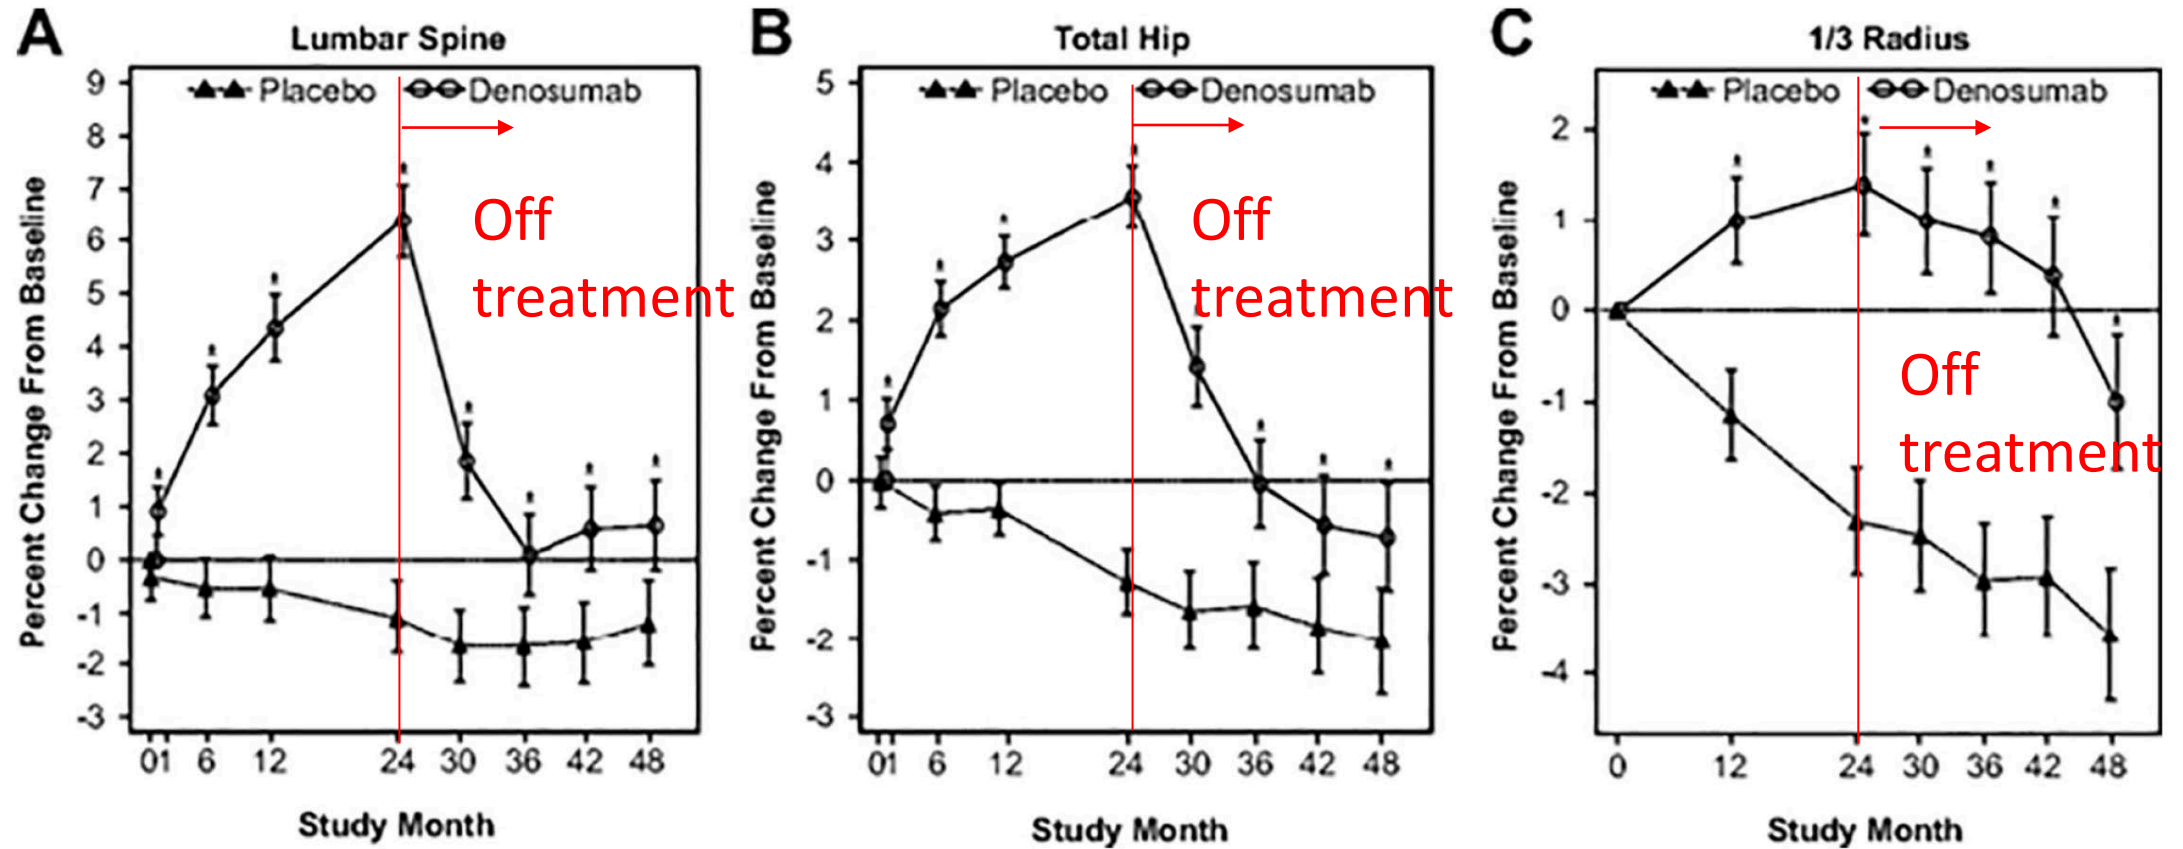 A
Lumbar Spine
Placebo
Denosumab
9
8
7
6
5
4
3
2
1
0
-1
-2
-3
Percent Change From Baseline
Off
treatment
0 1 6 12 24 30 36 42 48
Study Month
B
Total Hip
Placebo
Denosumab
5
4
3
2
1
0
-1
-2
-3
Percent Change From Baseline
Off
treatment
0 1 6 12 24 30 36 42 48
Study Month
C
1/3 Radius
Placebo
Denosumab
2
1
0
-1
-2
-3
-4
Percent Change From Baseline
Off
treatment
0 12 24 30 36 42 48
Study Month